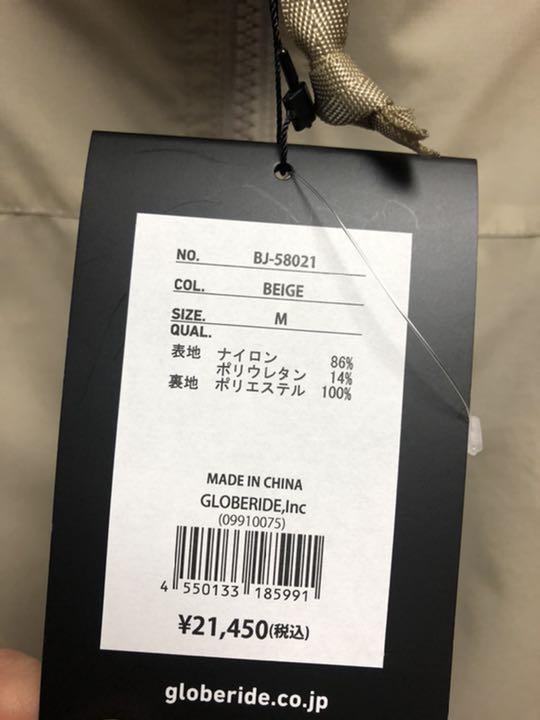 NO. BJ-58021
COL. BEIGE
SIZE. M
QUAL.
表地 ナイロン 86%
ポリウレタン 14%
裏地 ポリエステル 100%
MADE IN CHINA
GLOBERIDE,Inc
(09910075)
4 550133 185991
¥21,450(税込)
globeride.co.jp